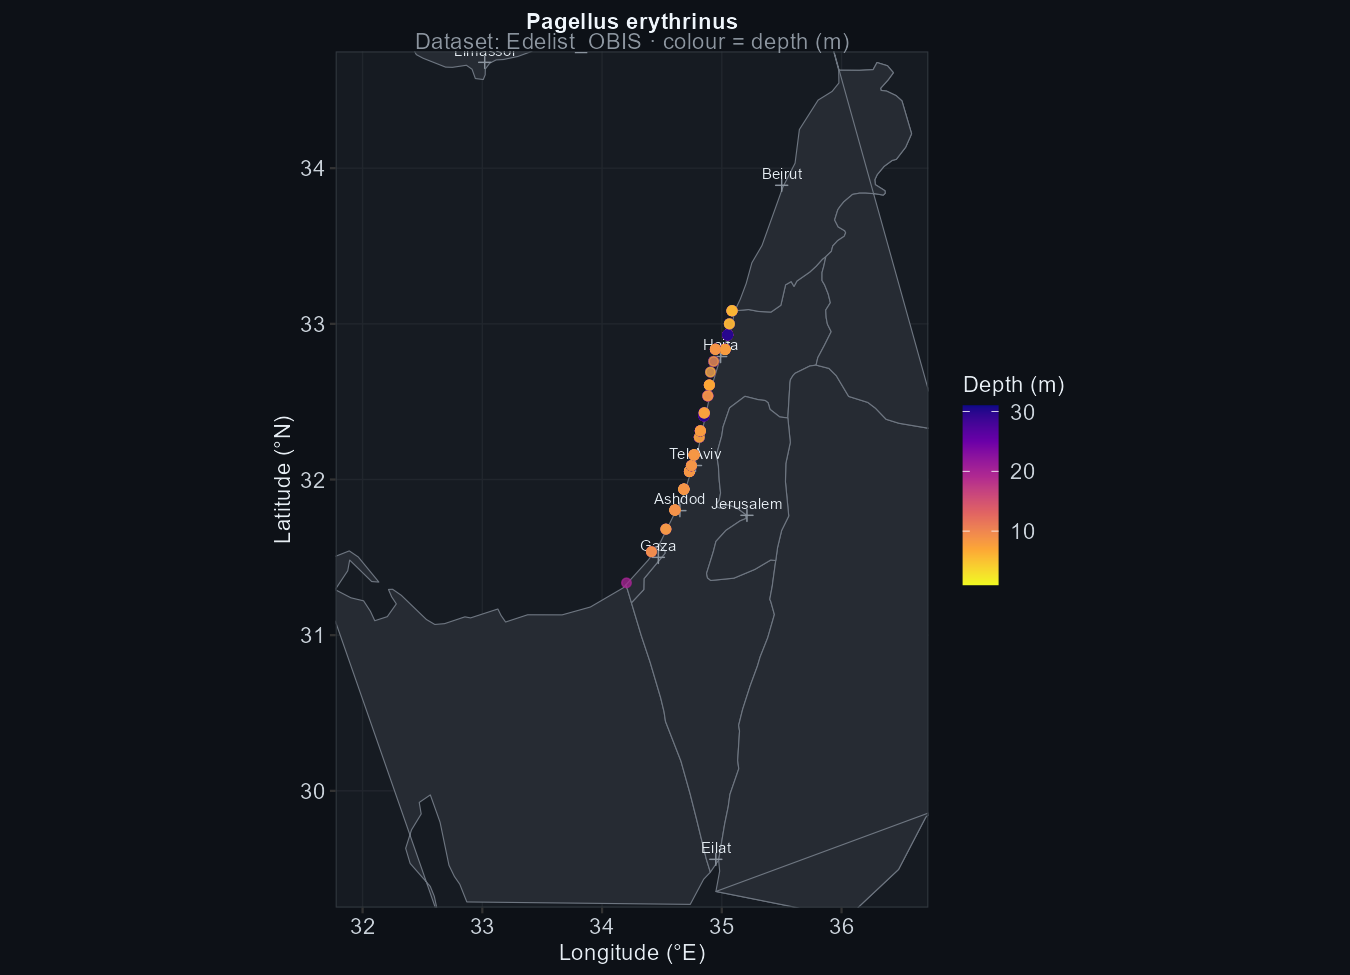 Pagellus erythrinus
Dataset: Edelist_OBIS · colour = depth (m)
Limassol
Beirut
Haifa
Tel Aviv
Ashdod
Jerusalem
Gaza
Eilat
34
33
32
31
30
Latitude (°N)
32
33
34
35
36
Longitude (°E)
Depth (m)
30
20
10